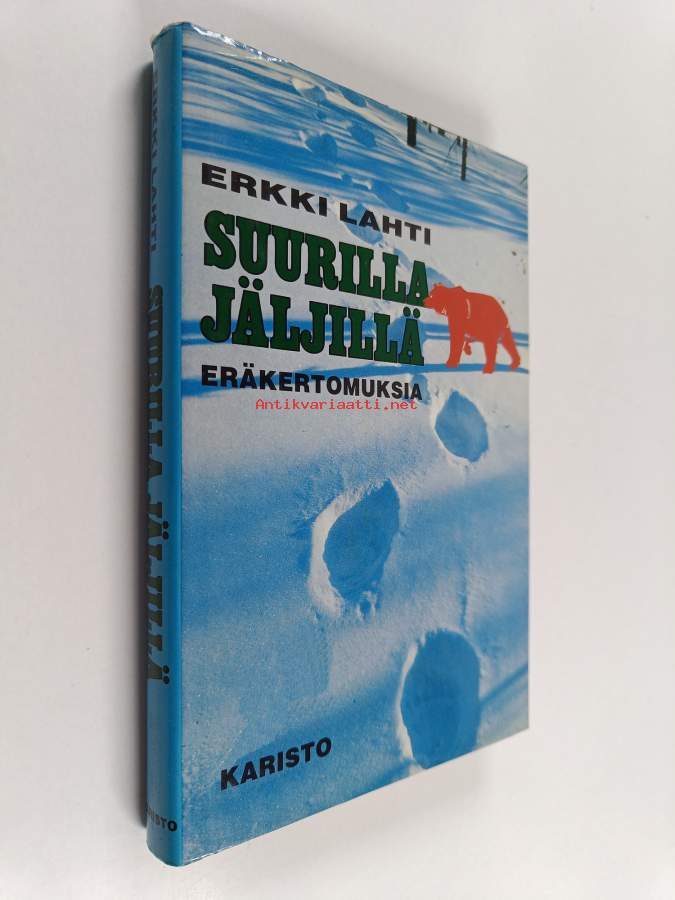 ERKKI LAHTI
SUURILLA
JÄLJILLÄ
ERÄKERTOMUKSIA
Antikvariaatti.net
KARISTO
ERKKI LAHTI
SUURILLA JÄLJILLÄ
KARISTO